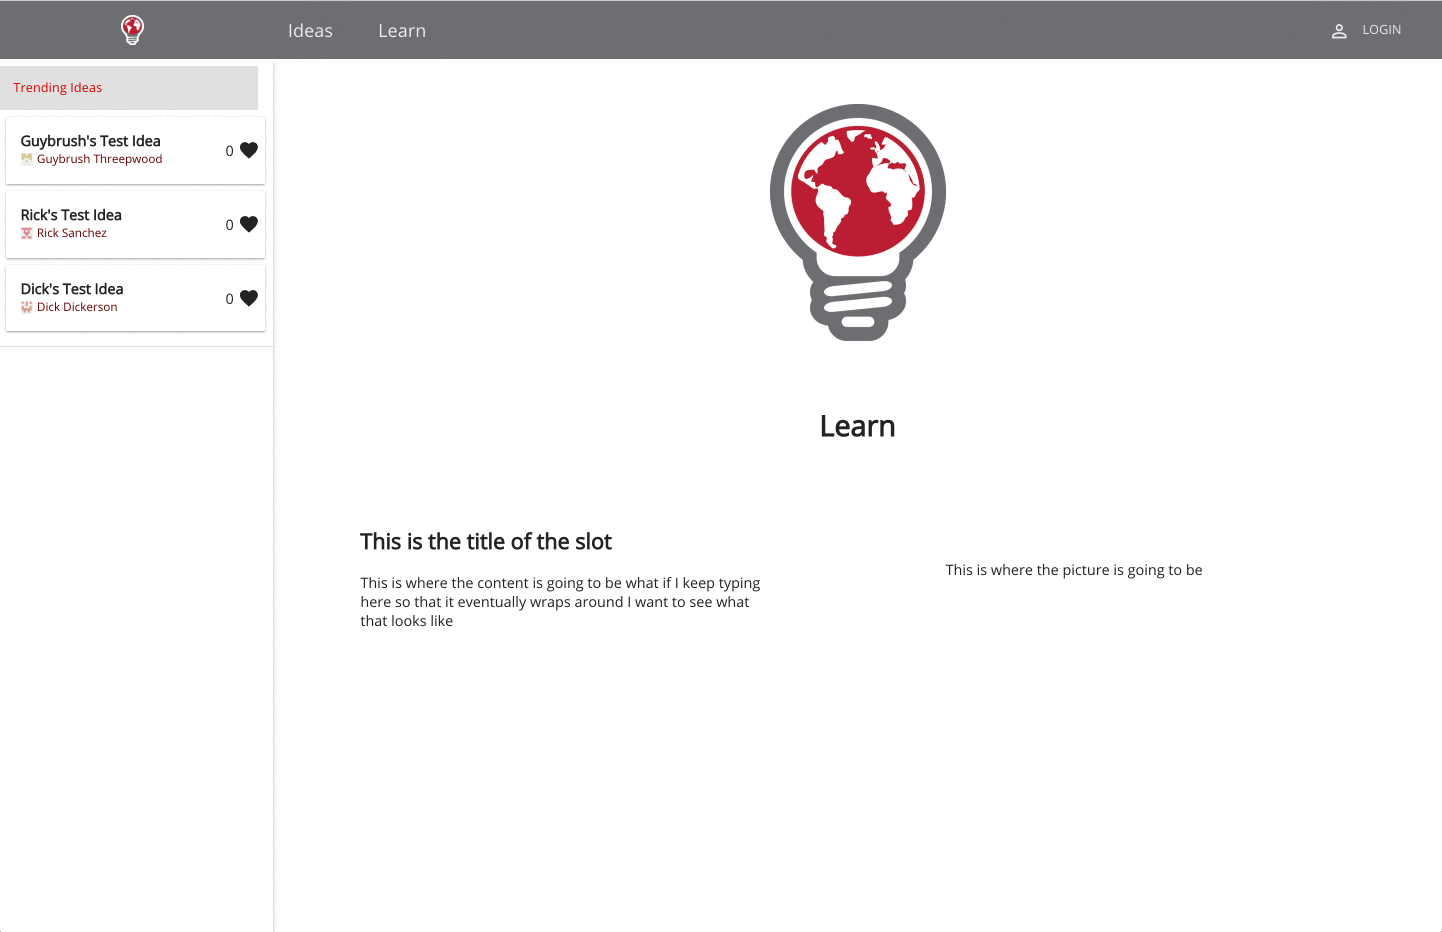 Ideas
Learn
LOGIN
Trending Ideas
Guybrush's Test Idea
Guybrush Threepwood
0
Rick's Test Idea
Rick Sanchez
0
Dick's Test Idea
Dick Dickerson
0
Learn
This is the title of the slot
This is where the content is going to be what if I keep typing
here so that it eventually wraps around I want to see what
that looks like
This is where the picture is going to be